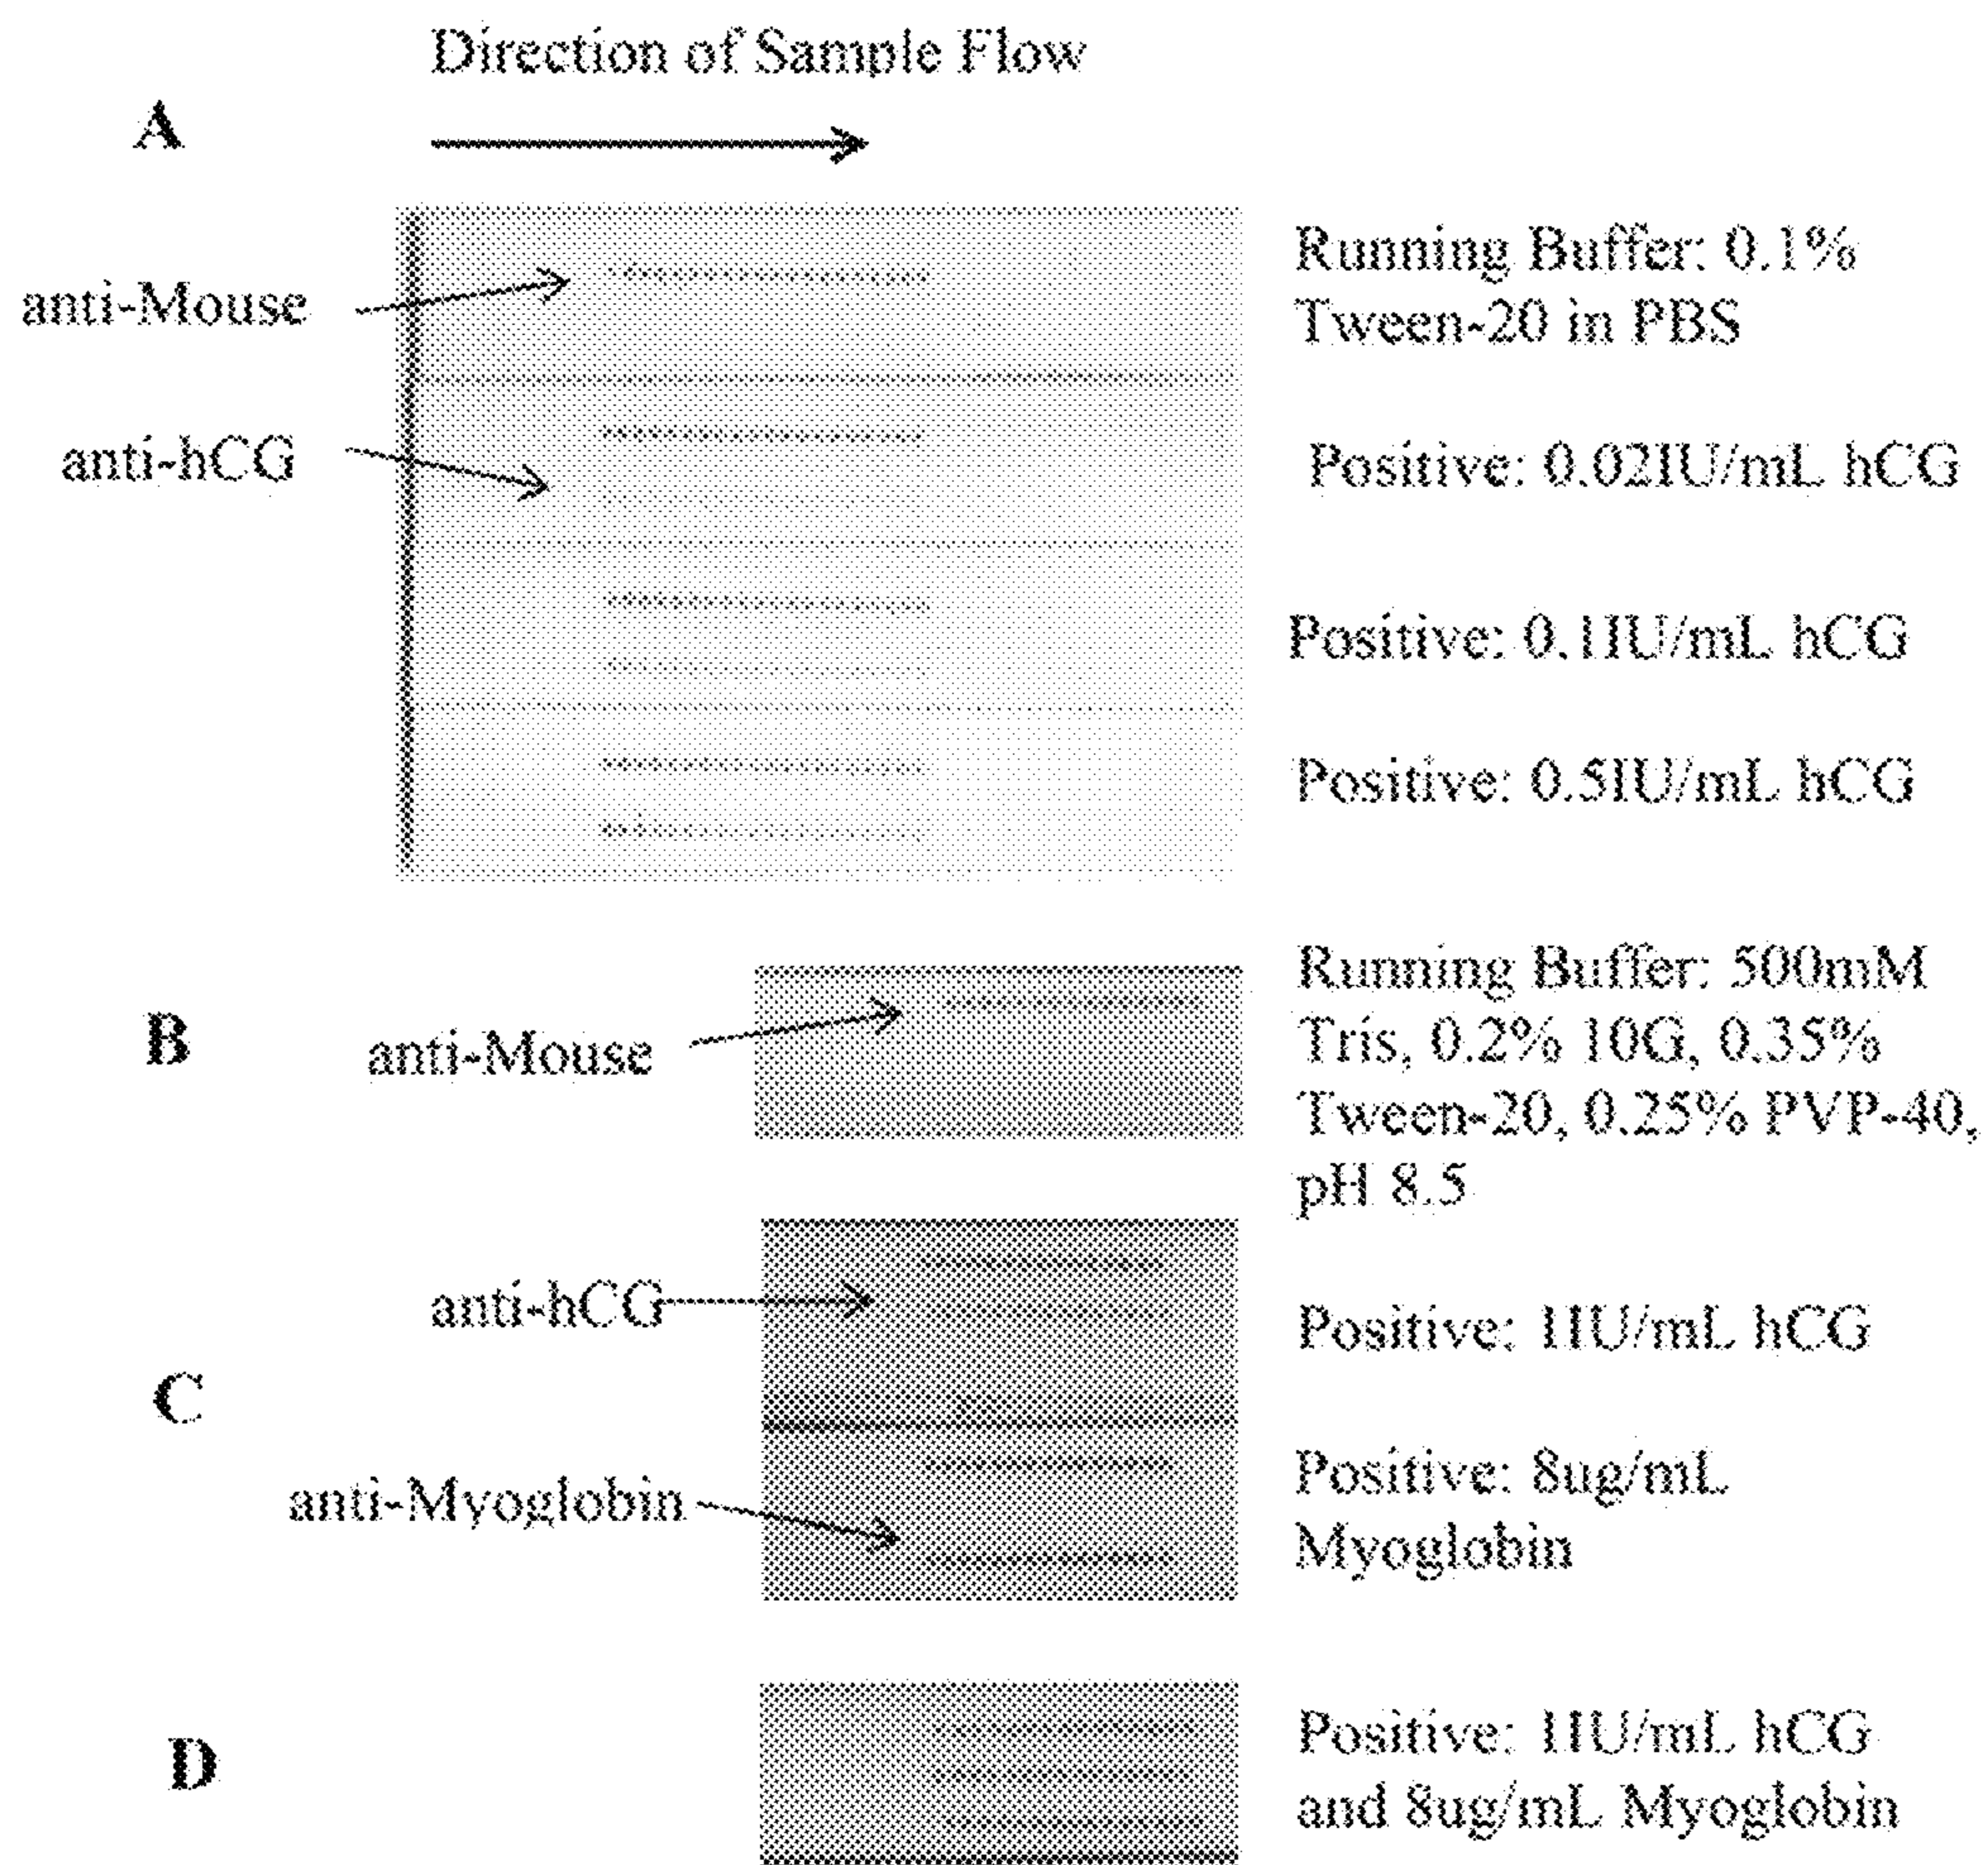 Direction of Sample Flow
A
anti-Mouse
Running Buffer: 0.1%
Tween-20 in PBS
anti-hCG
Positive: 0.02IU/mL hCG
Positive: 0.1IU/mL hCG
Positive: 0.5IU/mL hCG
B
anti-Mouse
Running Buffer: 500mM
Tris, 0.2% 10G, 0.35%
Tween-20, 0.25% PVP-40,
pH 8.5
C
anti-hCG
Positive: 1IU/mL hCG
anti-Myoglobin
Positive: 8ug/mL
Myoglobin
D
Positive: 1IU/mL hCG
and 8ug/mL Myoglobin